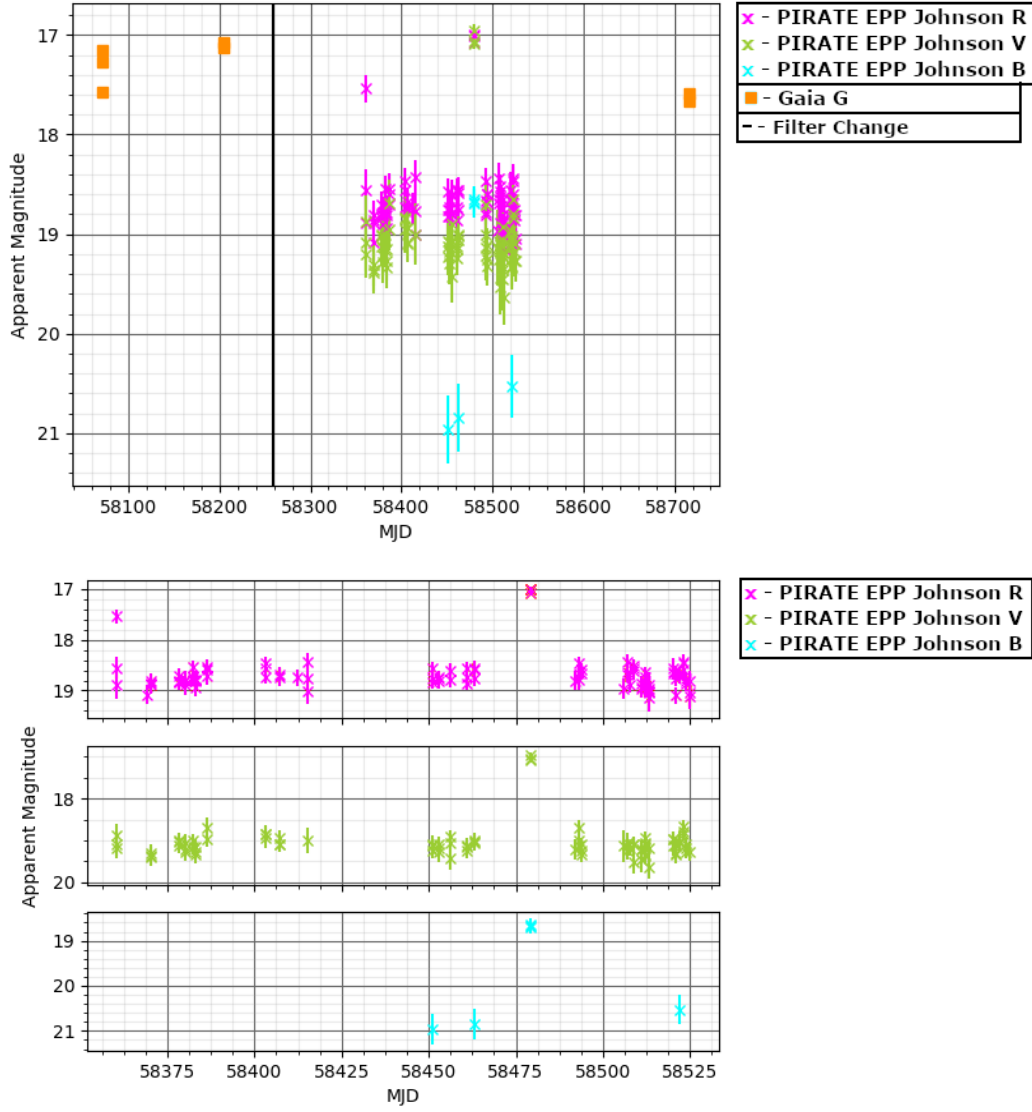 17
18
19
20
21
Apparent Magnitude
58100 58200 58300 58400 58500 58600 58700
MJD
× - PIRATE EPP Johnson R
× - PIRATE EPP Johnson V
× - PIRATE EPP Johnson B
■ - Gaia G
- - Filter Change
17
18
19
18
20
19
20
21
Apparent Magnitude
58375 58400 58425 58450 58475 58500 58525
MJD
× - PIRATE EPP Johnson R
× - PIRATE EPP Johnson V
× - PIRATE EPP Johnson B